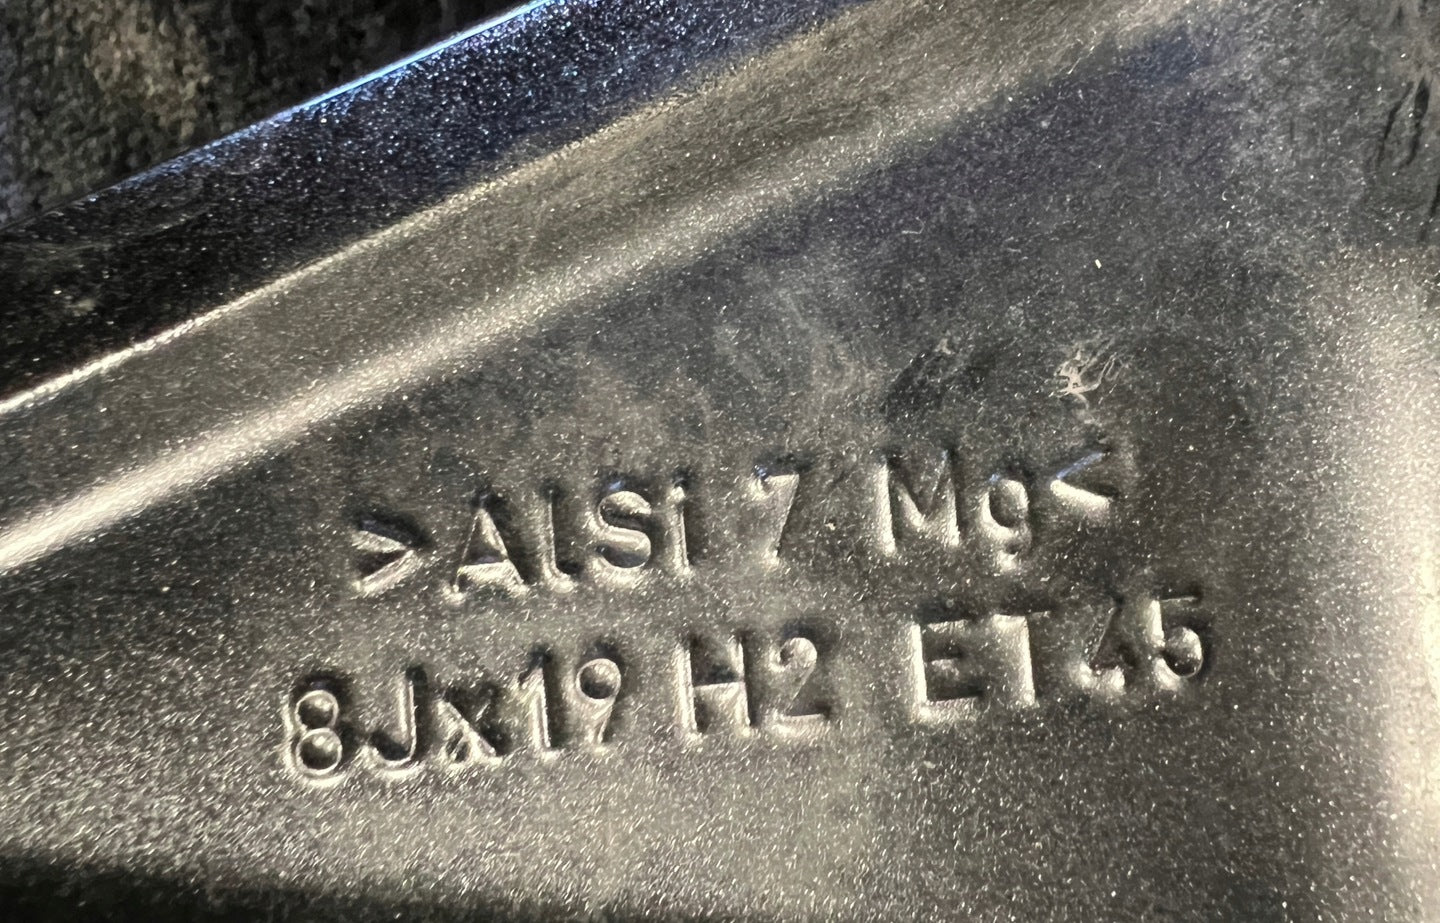 >AlSi 7 Mg<
8Jx19 H2 ET45